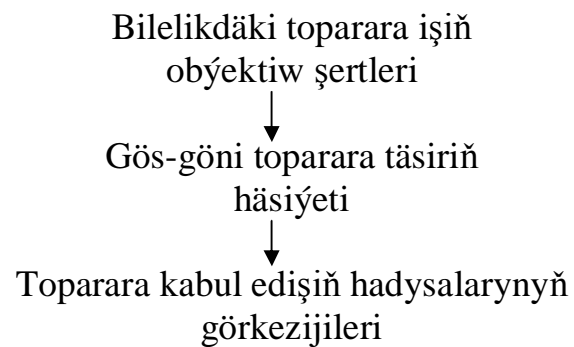 Bilelikdäki toparara işiň
obýektiw şertleri
Gös-göni toparara täsiriň
häsiýeti
Toparara kabul edişiň hadysalarynyň
görkezijileri